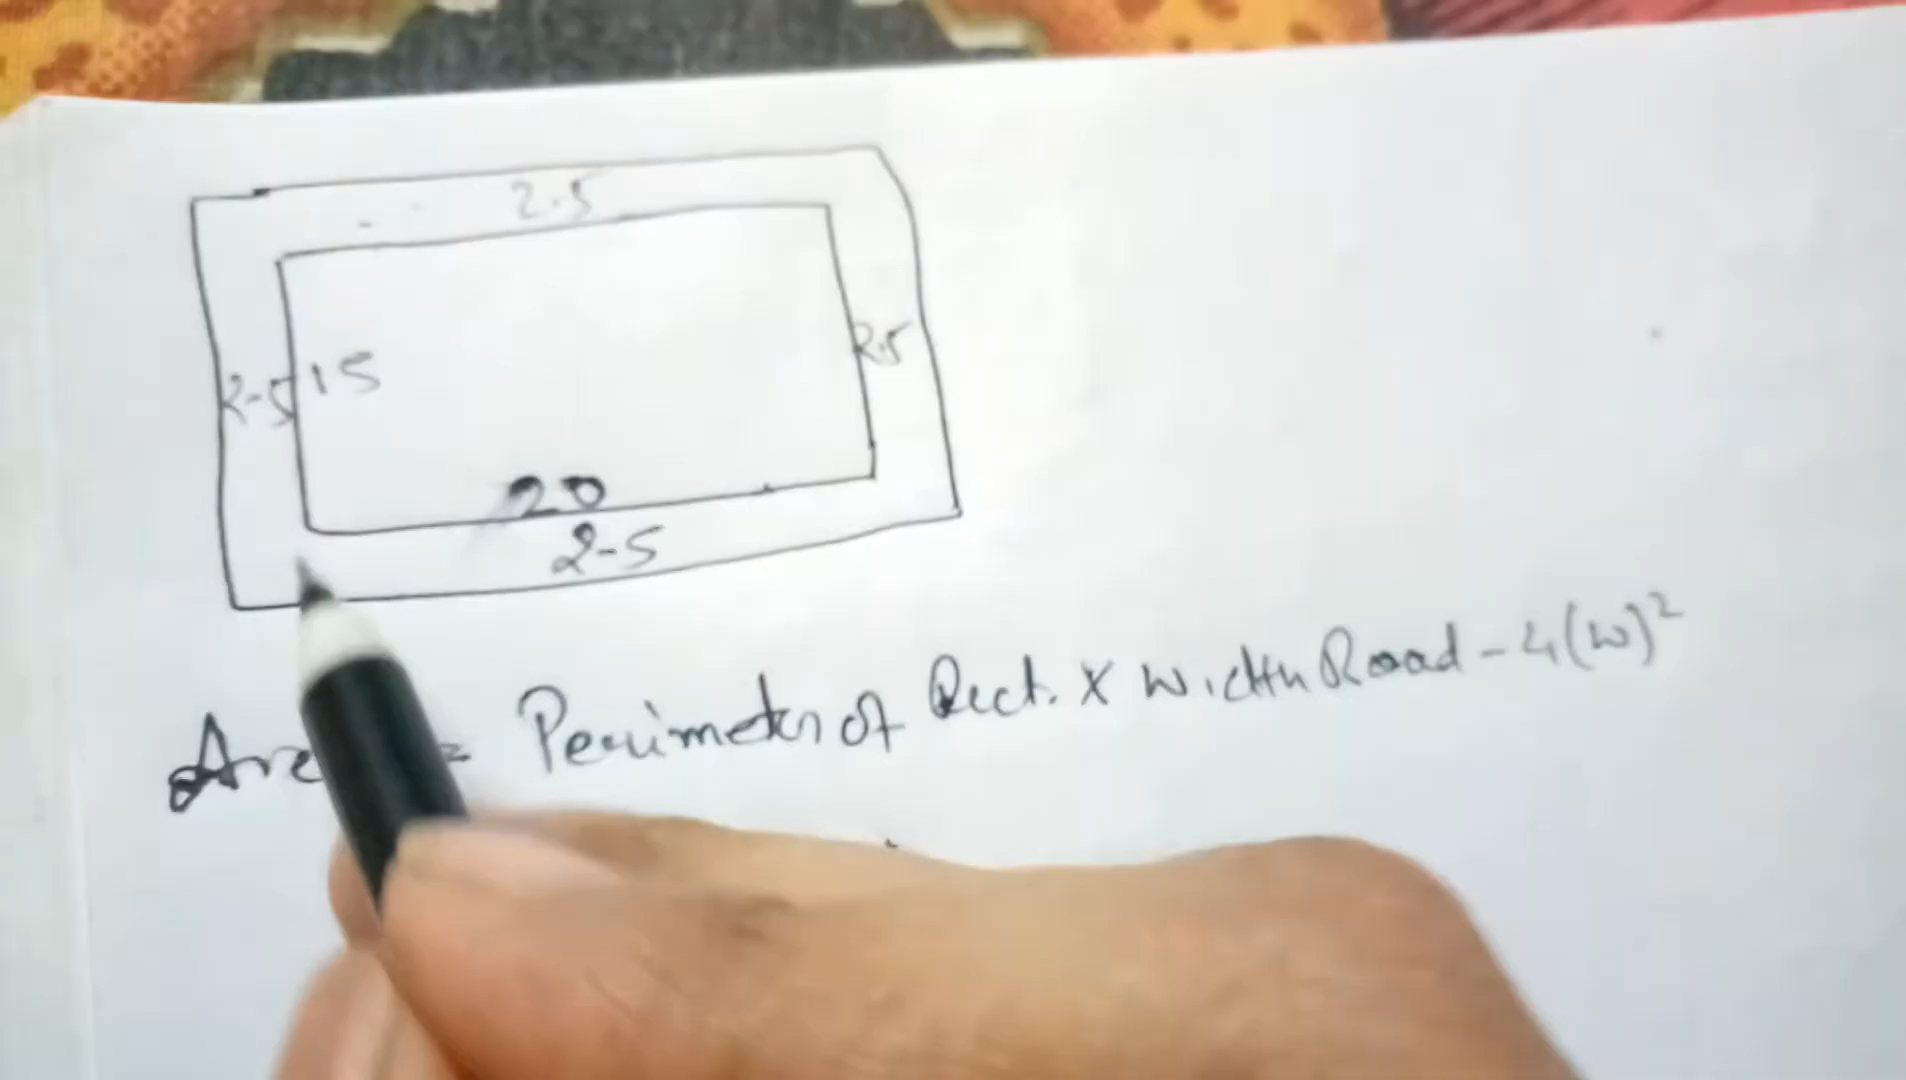 2.5
2-5 15 2.5
20
2-5
Are = Perimeter of Rect. X width Road - 4(w)²